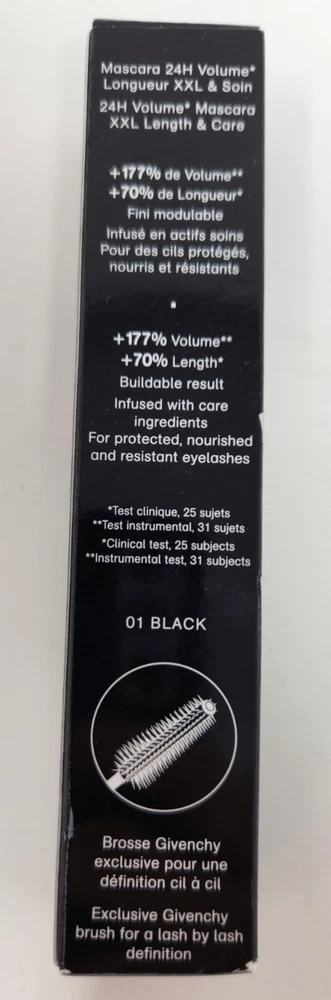 Mascara 24H Volume*
Longueur XXL & Soin
24H Volume* Mascara
XXL Length & Care
+177% de Volume**
+70% de Longueur*
Fini modulable
Infusé en actifs soins
Pour des cils protégés,
nourris et résistants
+177% Volume**
+70% Length*
Buildable result
Infused with care
ingredients
For protected, nourished
and resistant eyelashes
*Test clinique, 25 sujets
**Test instrumental, 31 sujets
*Clinical test, 25 subjects
**Instrumental test, 31 subjects
01 BLACK
Brosse Givenchy
exclusive pour une
définition cil à cil
Exclusive Givenchy
brush for a lash by lash
definition